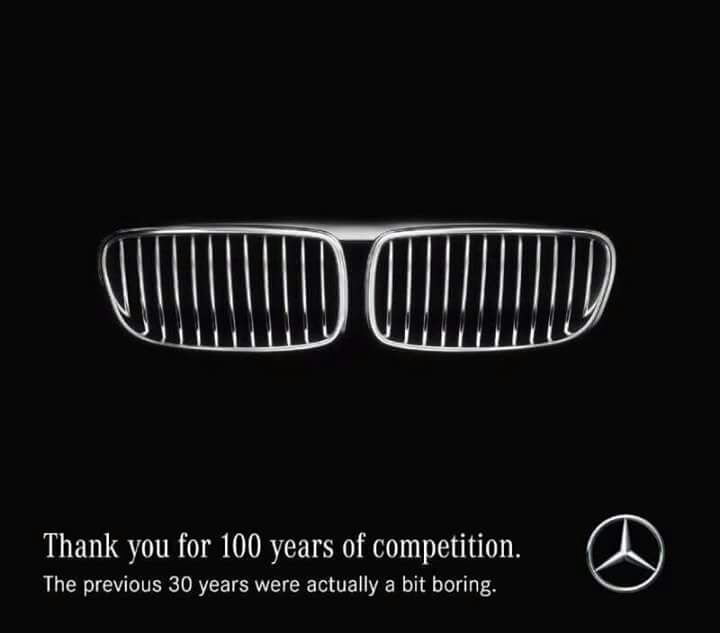 Thank you for 100 years of competition.
The previous 30 years were actually a bit boring.